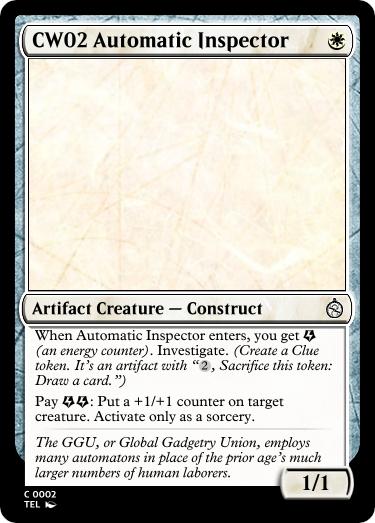 CW02 Automatic Inspector
Artifact Creature — Construct
When Automatic Inspector enters, you get
(an energy counter). Investigate. (Create a Clue
token. It's an artifact with “2, Sacrifice this token:
Draw a card.”)
Pay : Put a +1/+1 counter on target
creature. Activate only as a sorcery.
The GGU, or Global Gadgetry Union, employs
many automatons in place of the prior age's much
larger numbers of human laborers.
1/1
C 0002
TEL